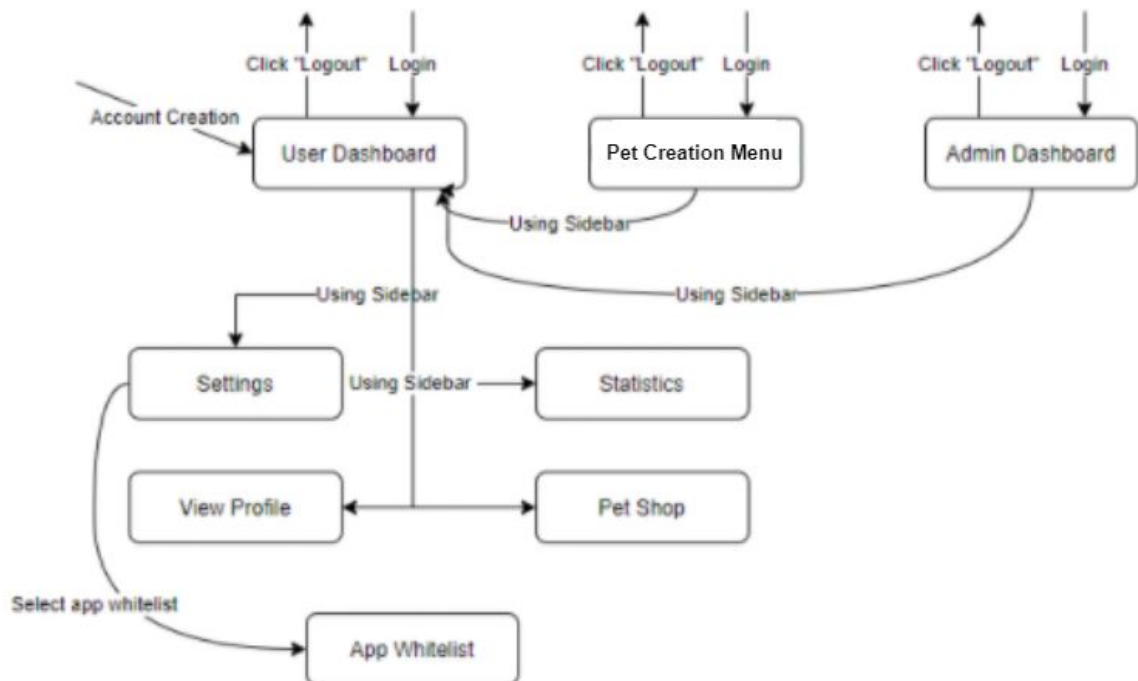 Click "Logout"
Login
Click "Logout"
Login
Click "Logout"
Login
Account Creation
User Dashboard
Pet Creation Menu
Admin Dashboard
Using Sidebar
Using Sidebar
Using Sidebar
Settings
Using Sidebar
Statistics
View Profile
Pet Shop
Select app whitelist
App Whitelist